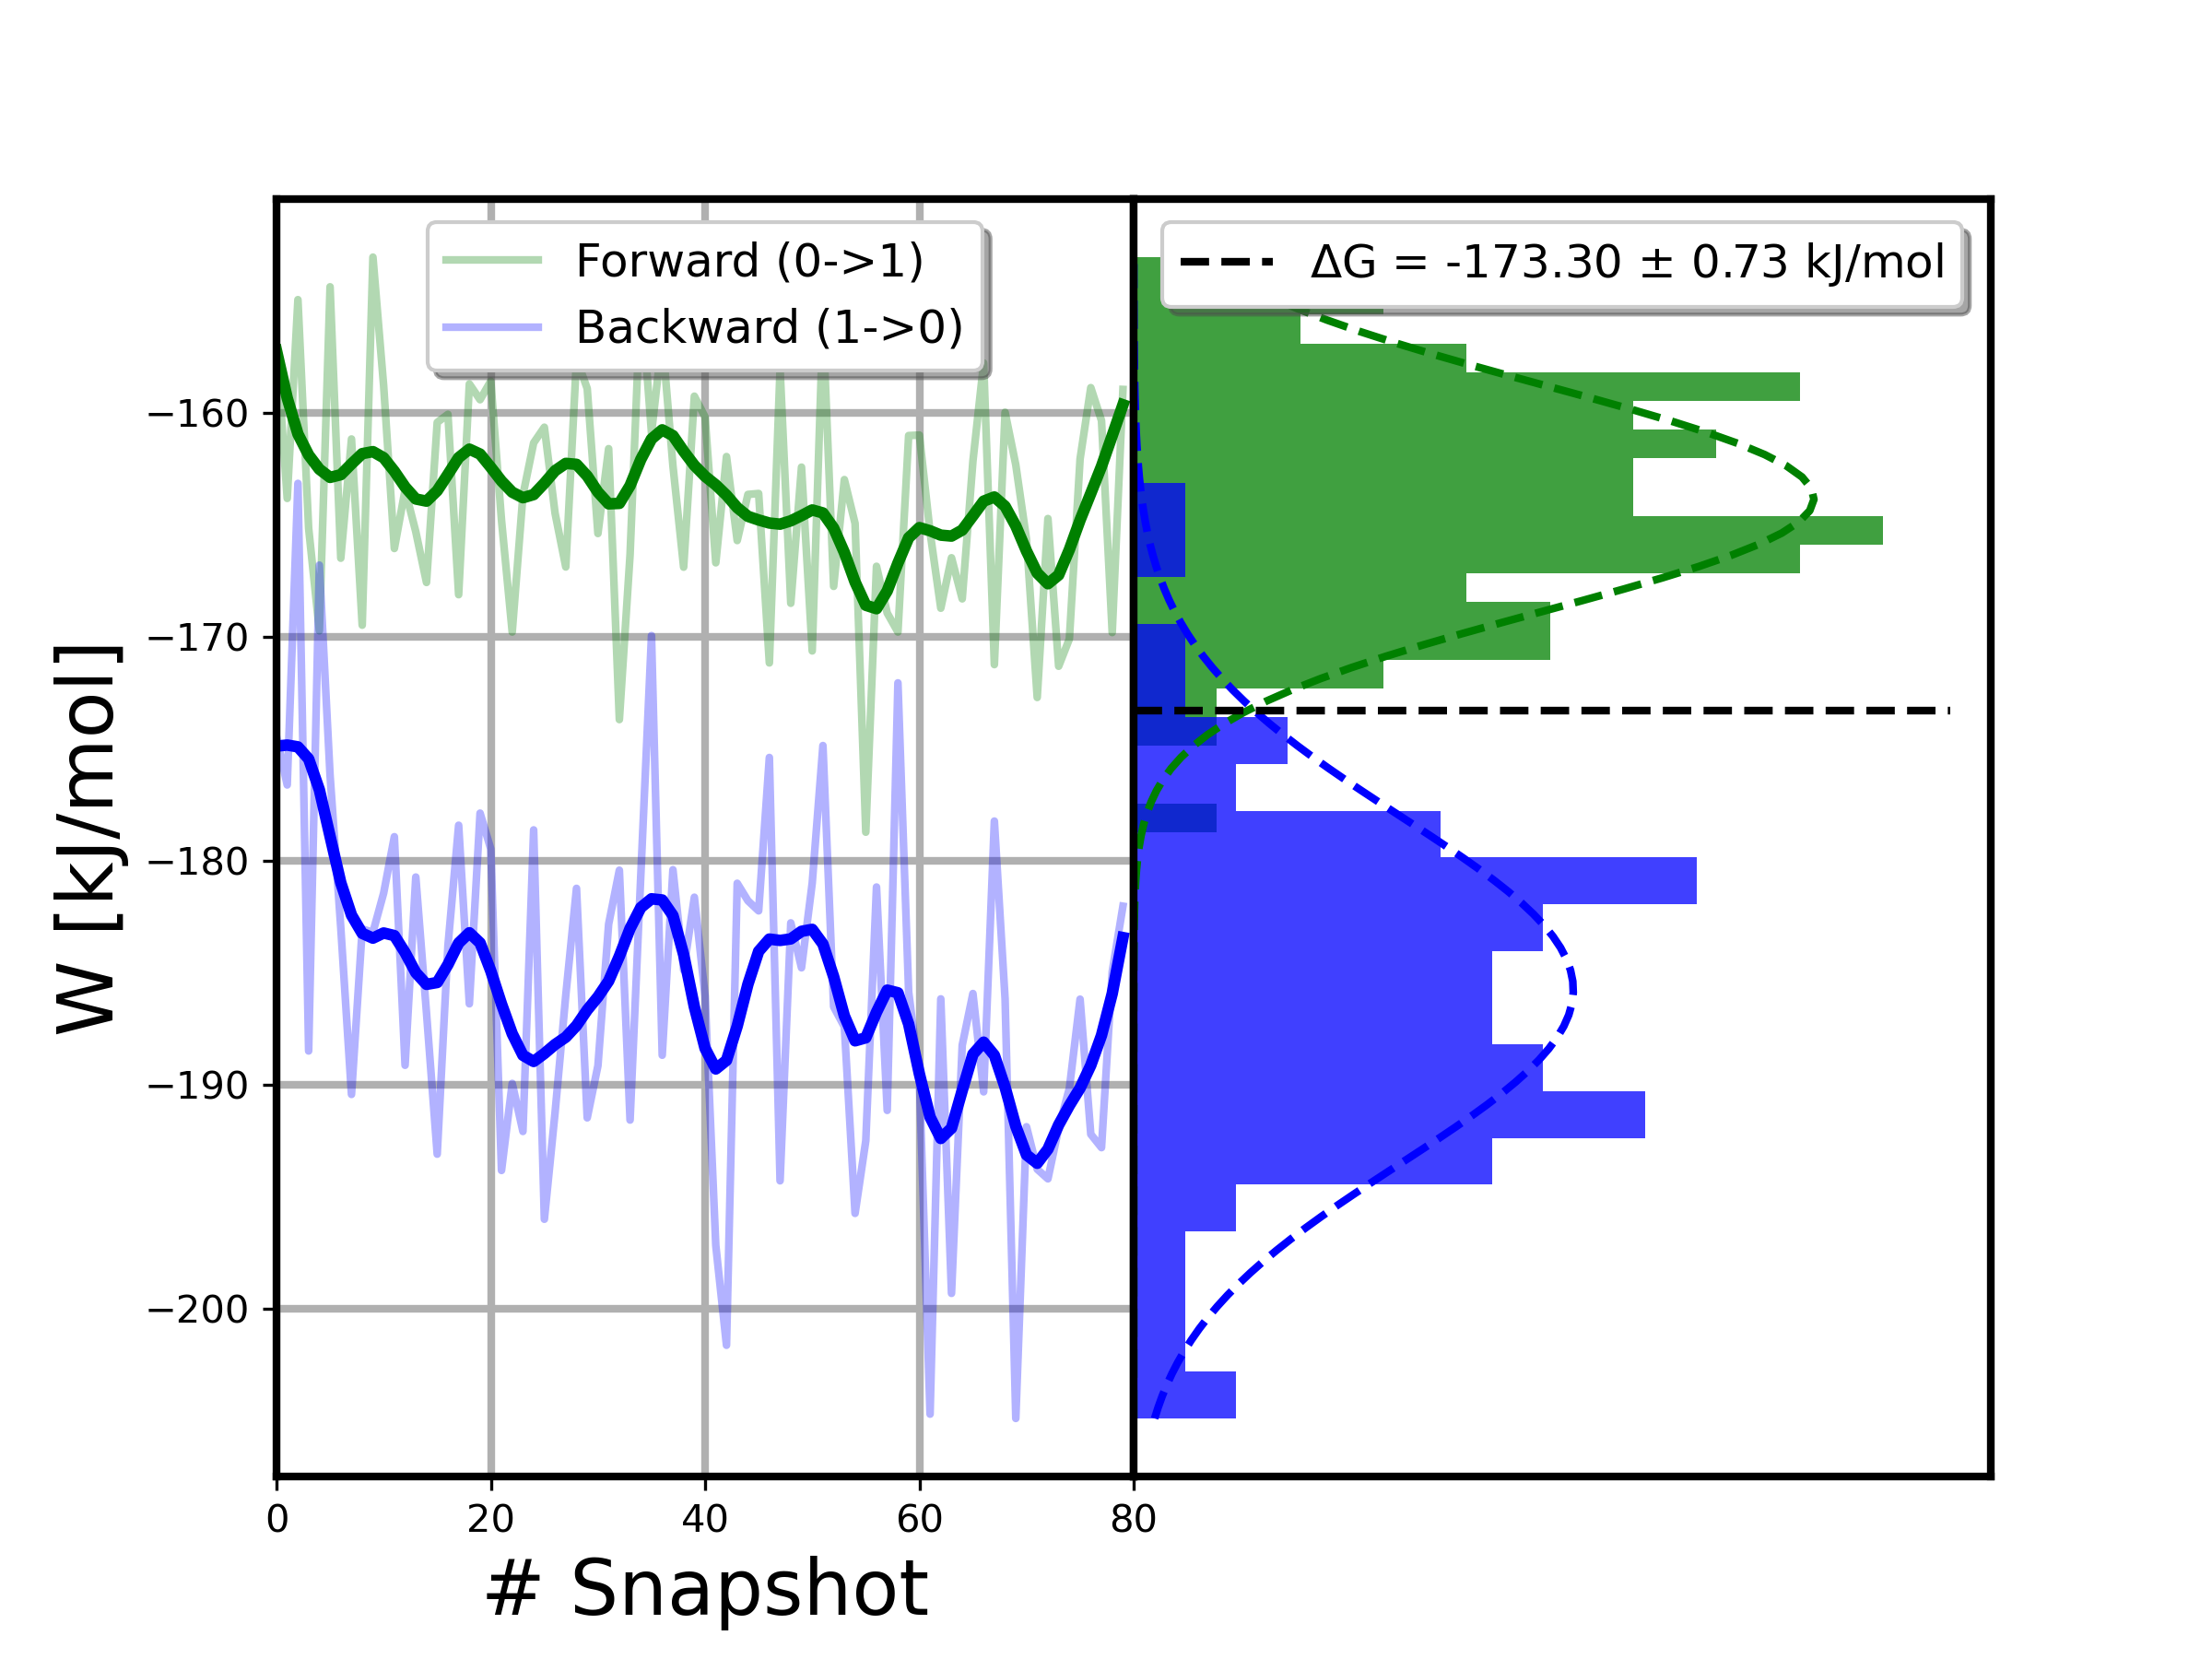 Forward (0->1)
Backward (1->0)
ΔG = -173.30 ± 0.73 kJ/mol
−160
−170
−180
−190
−200
W [kJ/mol]
0 20 40 60 80
# Snapshot